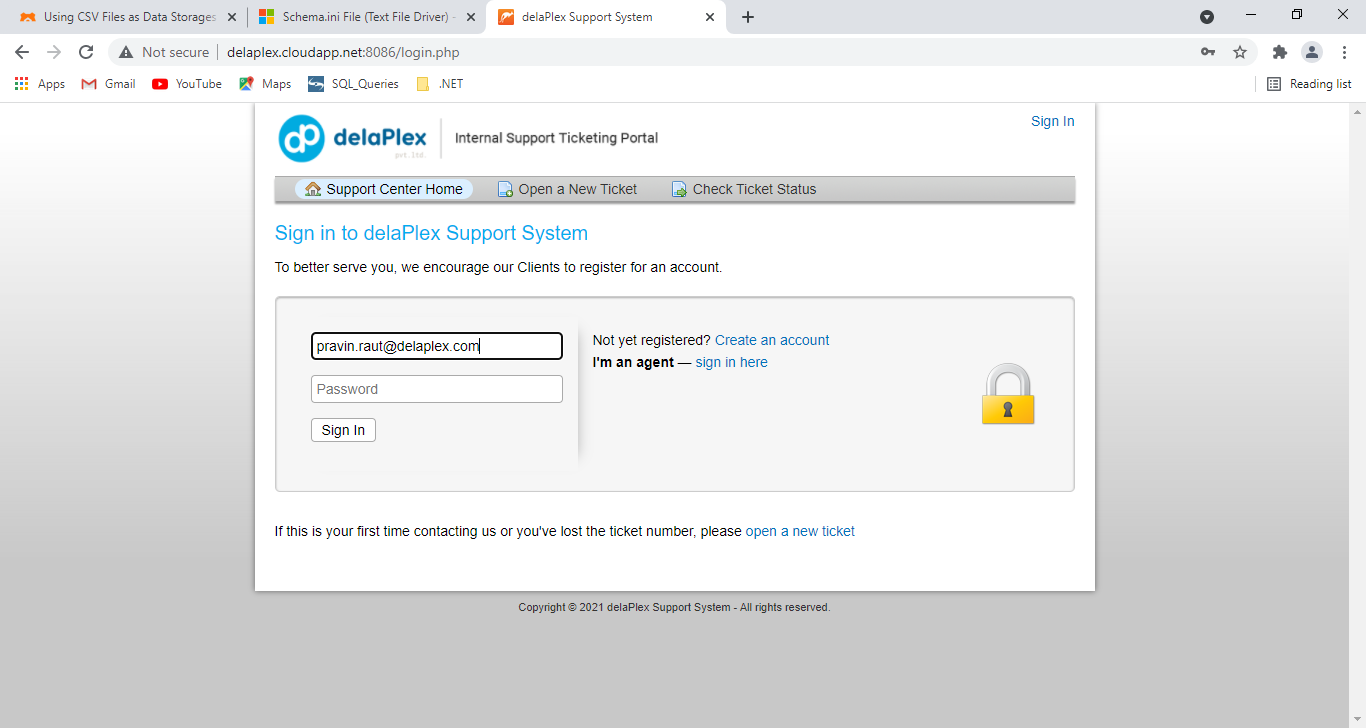 Using CSV Files as Data Storages
Schema.ini File (Text File Driver) -
delaPlex Support System
Not secure
delaplex.cloudapp.net:8086/login.php
Apps
Gmail
YouTube
Maps
SQL_Queries
.NET
Reading list
dp delaPlex
pvt. ltd.
Internal Support Ticketing Portal
Sign In
Support Center Home
Open a New Ticket
Check Ticket Status
Sign in to delaPlex Support System
To better serve you, we encourage our Clients to register for an account.
pravin.raut@delaplex.com
Password
Sign In
Not yet registered? Create an account
I'm an agent — sign in here
If this is your first time contacting us or you've lost the ticket number, please open a new ticket
Copyright © 2021 delaPlex Support System - All rights reserved.